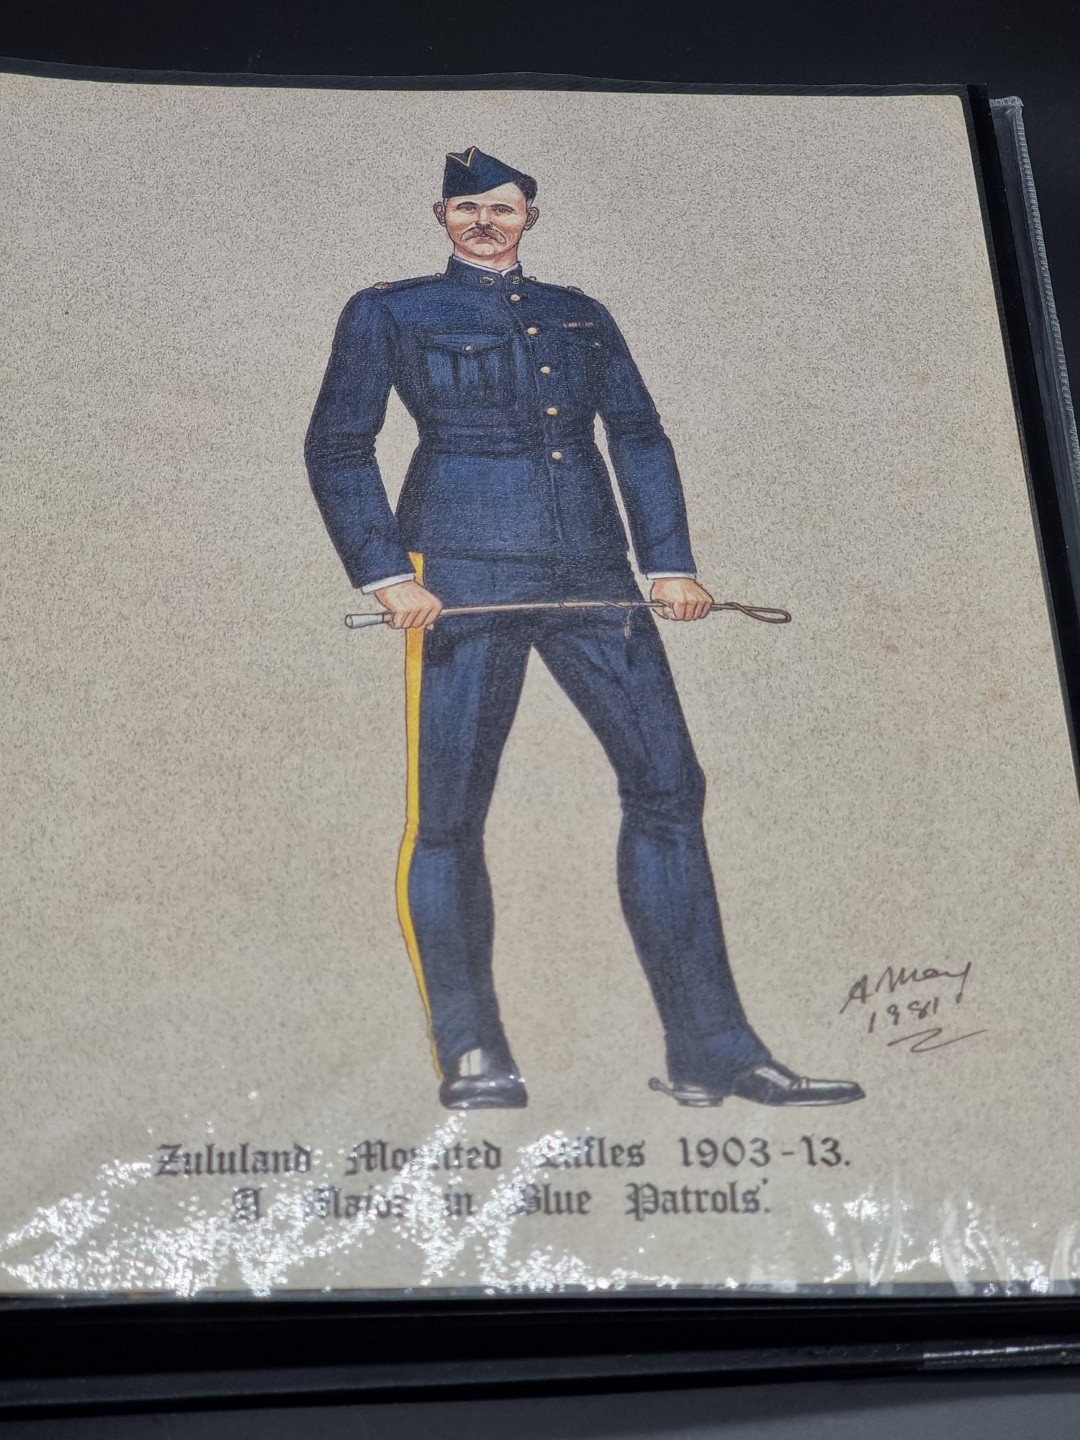 A May
1981.
Zululand Mounted Rifles 1903-13.
A Major in Blue Patrols'.